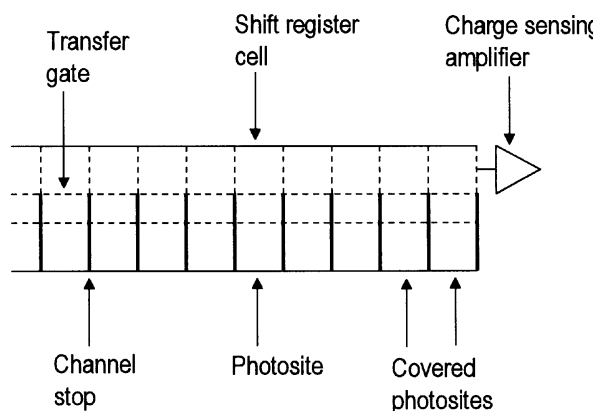 Transfer
gate
Shift register
cell
Charge sensing
amplifier
Channel
stop
Photosite
Covered
photosites